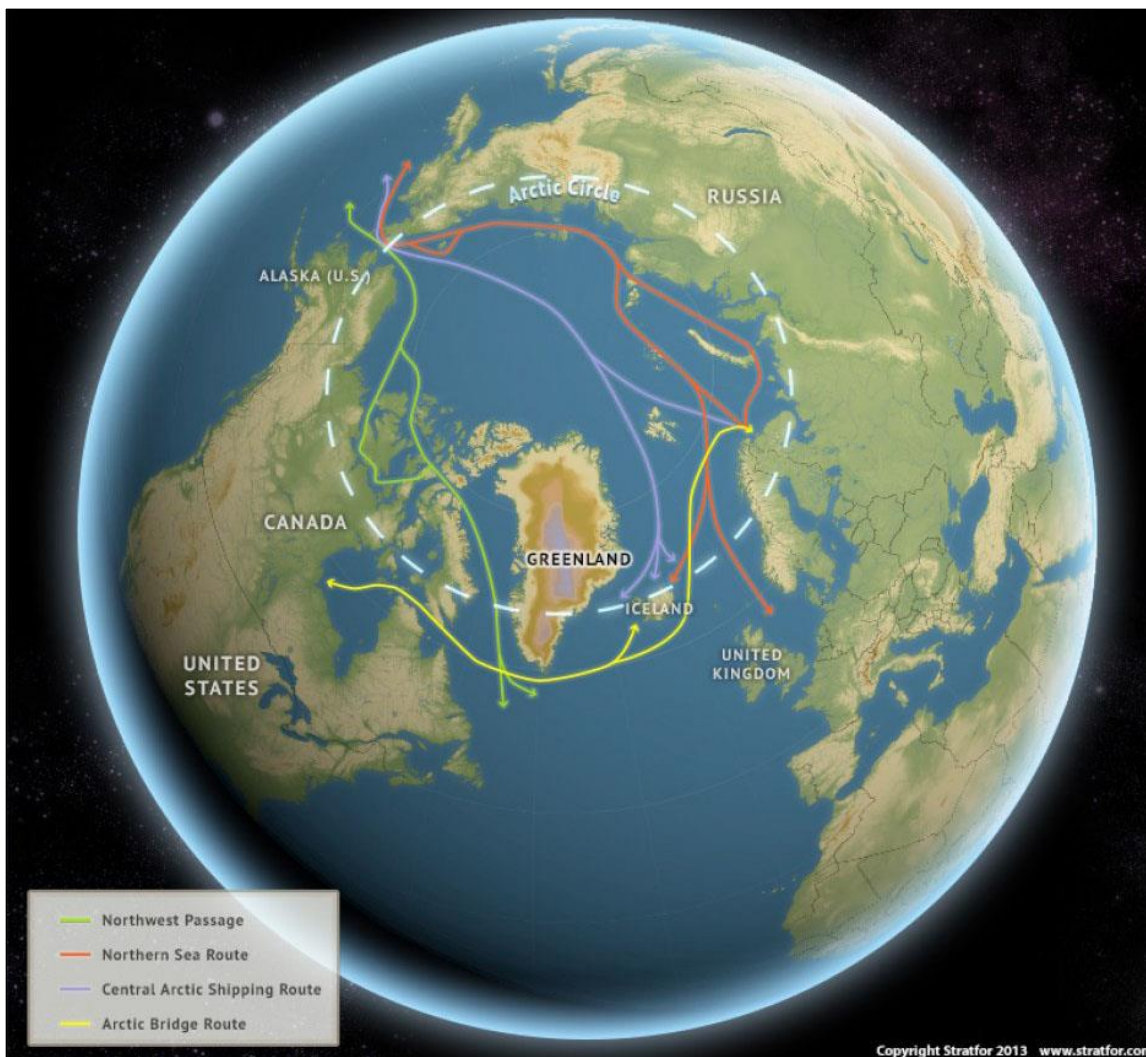 Arctic Circle
RUSSIA
ALASKA (U.S.)
CANADA
GREENLAND
ICELAND
UNITED
KINGDOM
UNITED
STATES
Northwest Passage
Northern Sea Route
Central Arctic Shipping Route
Arctic Bridge Route
Copyright Stratfor 2013 www.stratfor.com